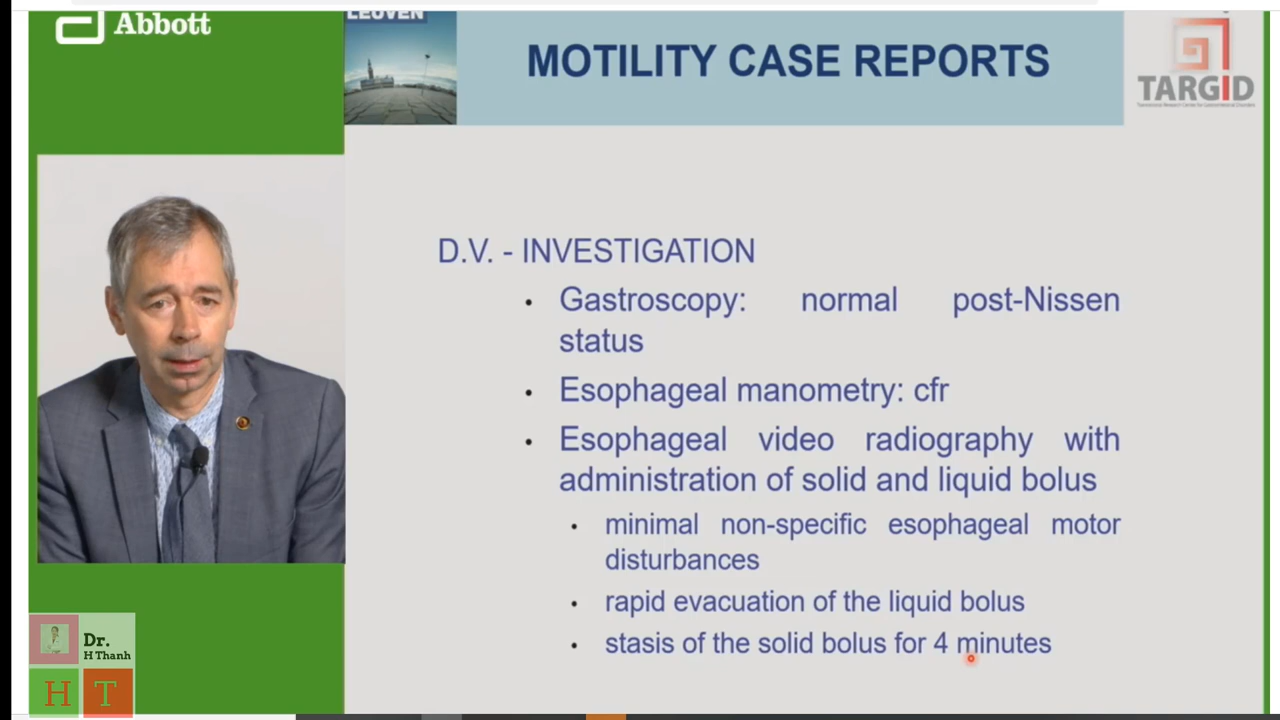 Abbott
LEUVEN
MOTILITY CASE REPORTS
TARGID
D.V. - INVESTIGATION
• Gastroscopy: normal post-Nissen
status
• Esophageal manometry: cfr
• Esophageal video radiography with
administration of solid and liquid bolus
• minimal non-specific esophageal motor
disturbances
• rapid evacuation of the liquid bolus
• stasis of the solid bolus for 4 minutes
Dr.
H Thanh
H T